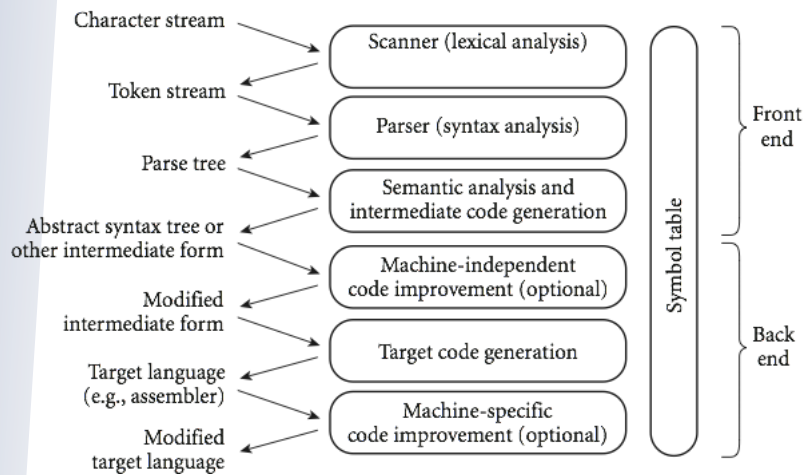 Character stream
Scanner (lexical analysis)
Token stream
Parser (syntax analysis)
Parse tree
Semantic analysis and
intermediate code generation
Abstract syntax tree or
other intermediate form
Machine-independent
code improvement (optional)
Modified
intermediate form
Target code generation
Target language
(e.g., assembler)
Machine-specific
code improvement (optional)
Modified
target language
Symbol table
Front
end
Back
end